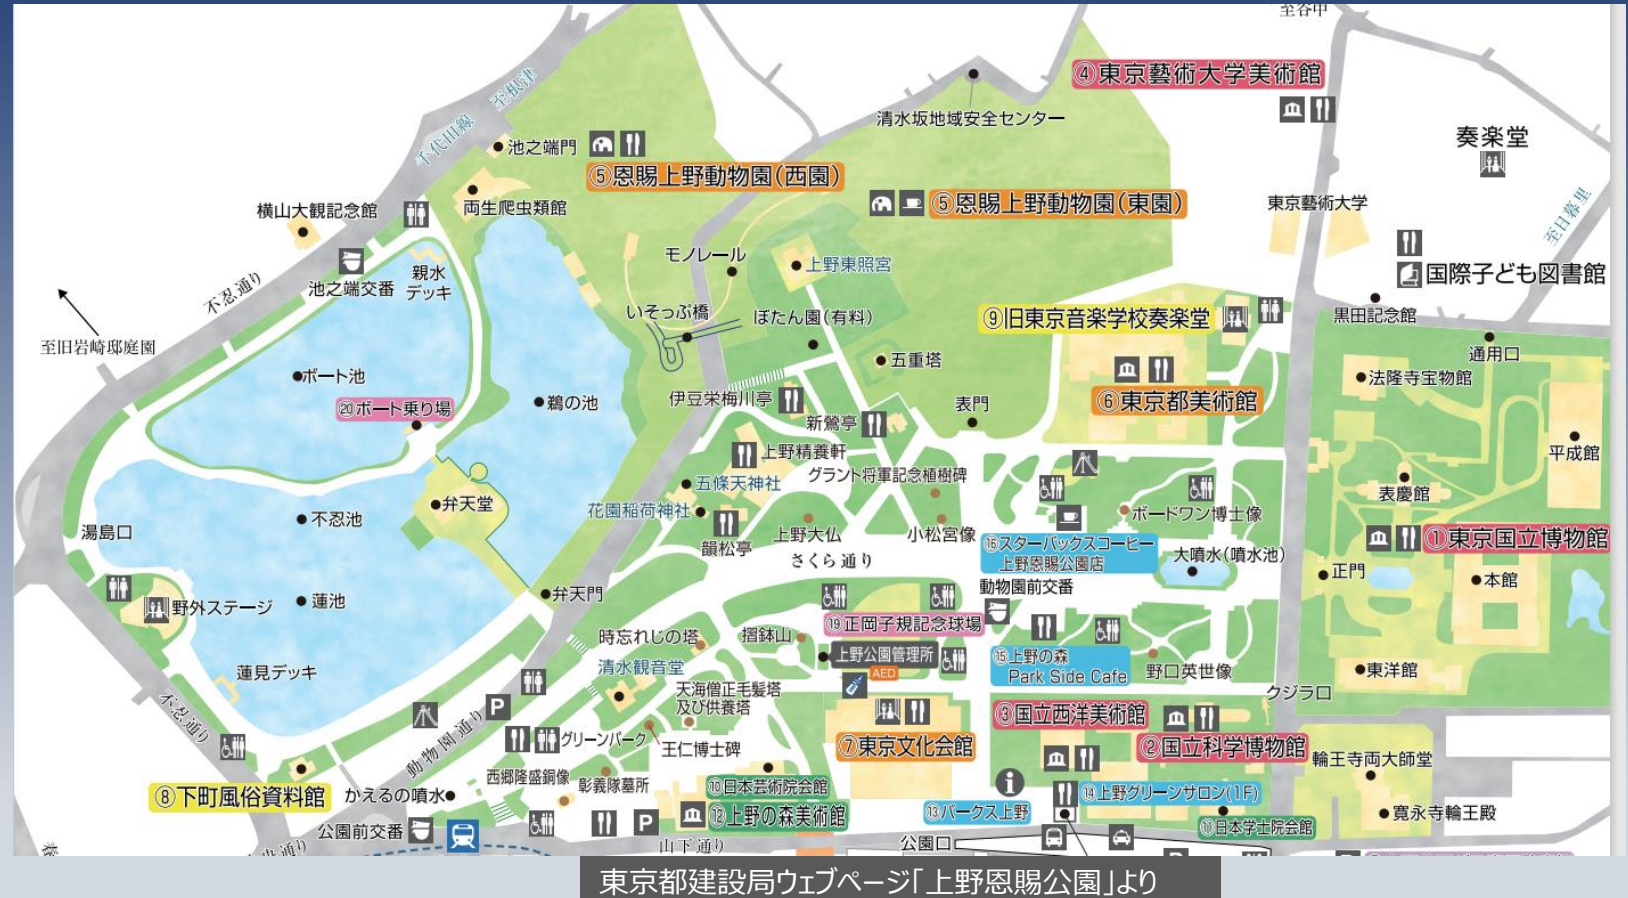 至谷中
至根津
千代田線
④東京藝術大学美術館
清水坂地域安全センター
池之端門
⑤恩賜上野動物園(西園)
奏楽堂
⑤恩賜上野動物園(東園)
東京藝術大学
至日暮里
横山大観記念館
両生爬虫類館
モノレール
上野東照宮
国際子ども図書館
池之端交番
親水
デッキ
不忍通り
いそっぷ橋
ぼたん園(有料)
⑨旧東京音楽学校奏楽堂
黒田記念館
至旧岩崎邸庭園
通用口
五重塔
法隆寺宝物館
ボート池
⑳ボート乗り場
鵜の池
伊豆栄梅川亭
新鶯亭
表門
⑥東京都美術館
上野精養軒
平成館
グラント将軍記念植樹碑
五條天神社
表慶館
弁天堂
花園稲荷神社
不忍池
湯島口
韻松亭
上野大仏
小松宮像
ボードワン博士像
①東京国立博物館
さくら通り
⑯スターバックスコーヒー
上野恩賜公園店
大噴水(噴水池)
正門
本館
動物園前交番
弁天門
蓮池
野外ステージ
⑲正岡子規記念球場
時忘れじの塔
摺鉢山
上野公園管理所
AED
⑮上野の森
Park Side Cafe
野口英世像
東洋館
清水観音堂
蓮見デッキ
天海僧正毛髪塔
及び供養塔
クジラ口
不忍通り
P
③国立西洋美術館
動物園通り
グリーンパーク
王仁博士碑
⑦東京文化会館
②国立科学博物館
輪王寺両大師堂
西郷隆盛銅像
彰義隊墓所
⑩日本芸術院会館
⑧下町風俗資料館
かえるの噴水
⑫上野の森美術館
⑬パークス上野
⑭上野グリーンサロン(1F)
寛永寺輪王殿
公園前交番
P
⑪日本学士院会館
山下通り
公園口
東京都建設局ウェブページ「上野恩賜公園」より